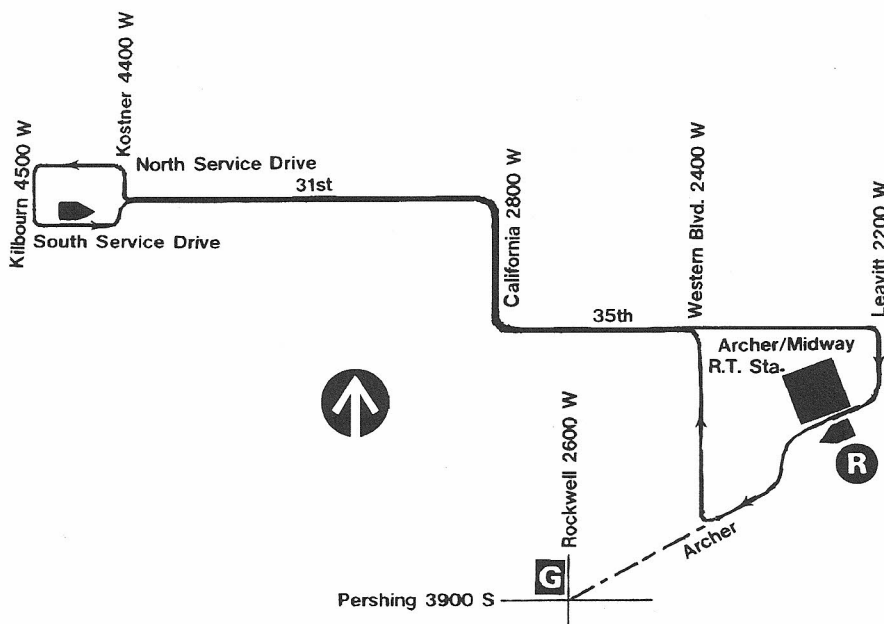 Kilbourn 4500 W
Kostner 4400 W
North Service Drive
31st
South Service Drive
California 2800 W
Western Blvd. 2400 W
Leavitt 2200 W
35th
Archer/Midway
R.T. Sta.
R
Rockwell 2600 W
Archer
G
Pershing 3900 S